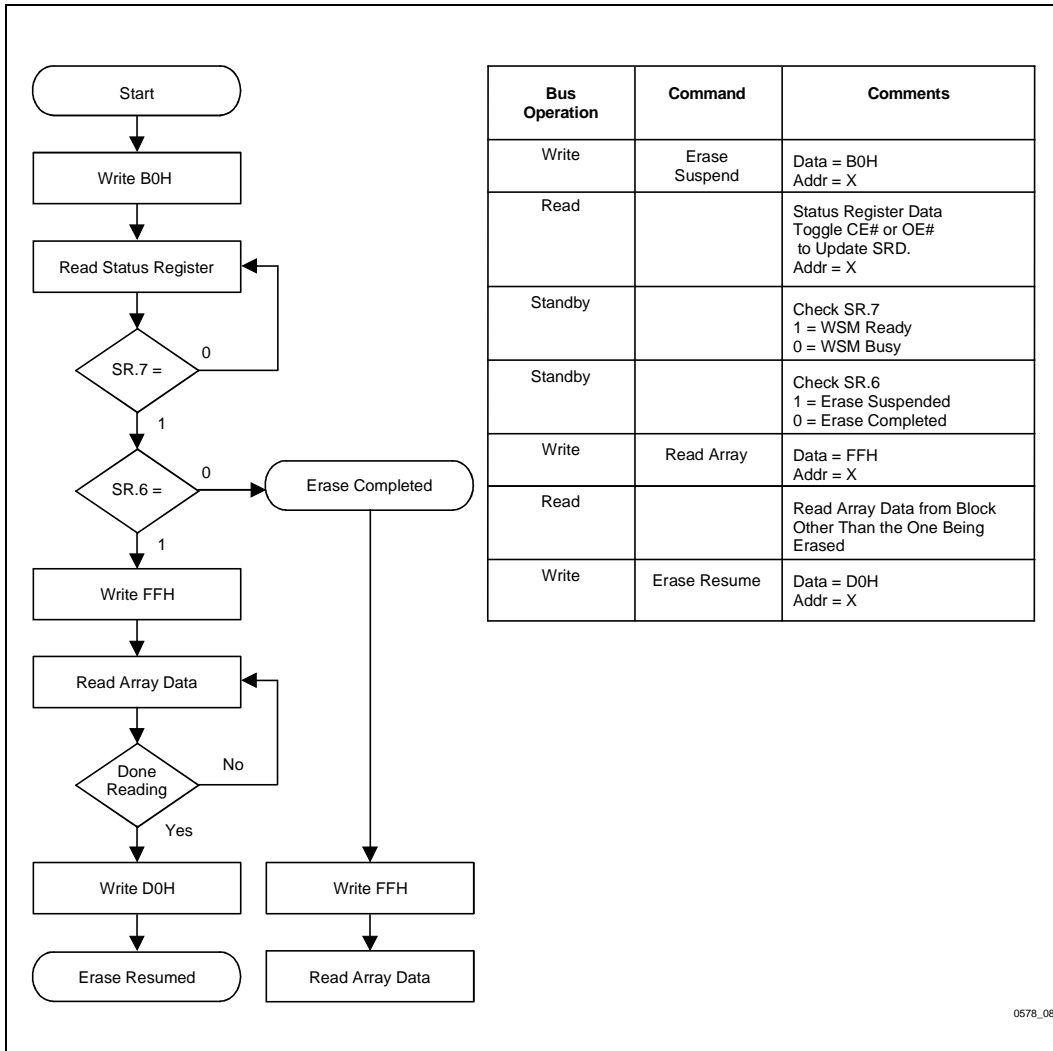 Start
Write B0H
Read Status Register
SR.7 =
0
1
SR.6 =
0
Erase Completed
1
Write FFH
Read Array Data
Done
Reading
No
Yes
Write D0H
Write FFH
Erase Resumed
Read Array Data
Bus
Operation
Command
Comments
Write
Erase
Suspend
Data = B0H
Addr = X
Read
Status Register Data
Toggle CE# or OE#
to Update SRD.
Addr = X
Standby
Check SR.7
1 = WSM Ready
0 = WSM Busy
Standby
Check SR.6
1 = Erase Suspended
0 = Erase Completed
Write
Read Array
Data = FFH
Addr = X
Read
Read Array Data from Block
Other Than the One Being
Erased
Write
Erase Resume
Data = D0H
Addr = X
0578_08